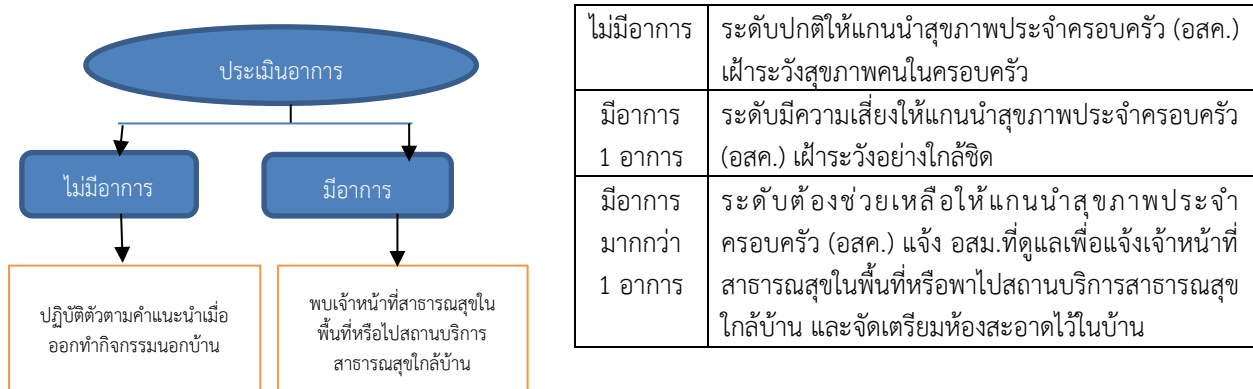 ประเมินอาการ
ไม่มีอาการ
มีอาการ
ปฏิบัติตัวตามคำแนะนำเมื่อ
ออกทำกิจกรรมนอกบ้าน
พบเจ้าหน้าที่สาธารณสุขใน
พื้นที่หรือไปสถานบริการ
สาธารณสุขใกล้บ้าน
ไม่มีอาการ
ระดับปกติให้แกนนำสุขภาพประจำครอบครัว (อสค.)
เฝ้าระวังสุขภาพคนในครอบครัว
มีอาการ
1 อาการ
ระดับมีความเสี่ยงให้แกนนำสุขภาพประจำครอบครัว
(อสค.) เฝ้าระวังอย่างใกล้ชิด
มีอาการ
มากกว่า
1 อาการ
ระดับต้องช่วยเหลือให้แกนนำสุขภาพประจำ
ครอบครัว (อสค.) แจ้ง อสม.ที่ดูแลเพื่อแจ้งเจ้าหน้าที่
สาธารณสุขในพื้นที่หรือพาไปสถานบริการสาธารณสุข
ใกล้บ้าน และจัดเตรียมห้องสะอาดไว้ในบ้าน